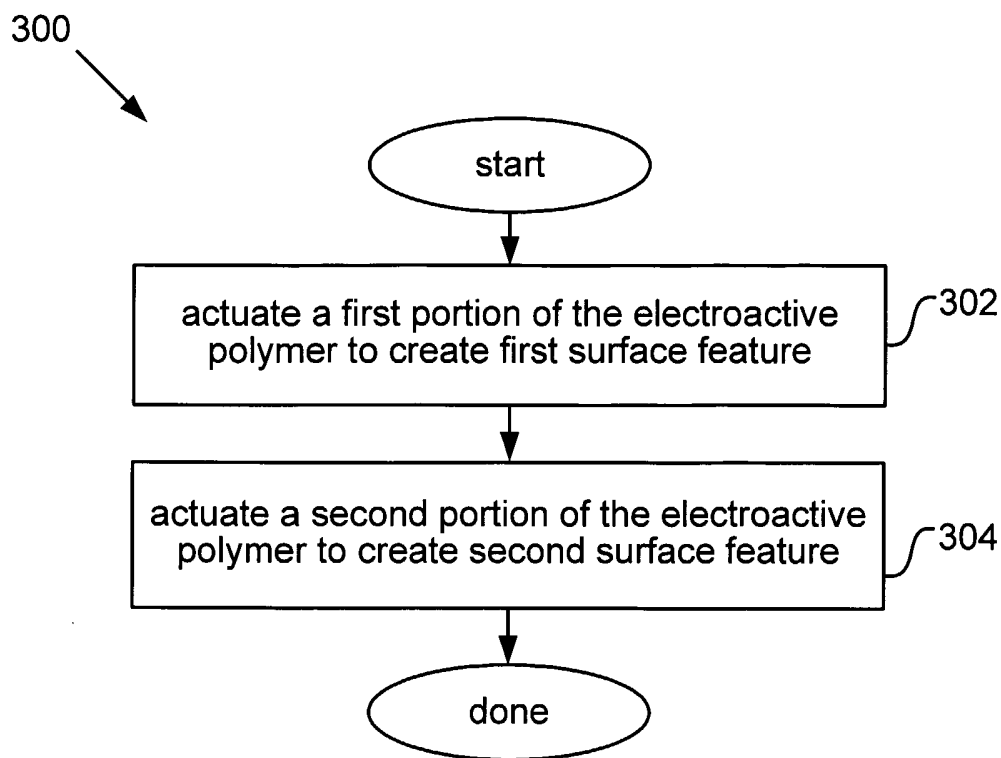 300
start
actuate a first portion of the electroactive
polymer to create first surface feature
302
actuate a second portion of the electroactive
polymer to create second surface feature
304
done